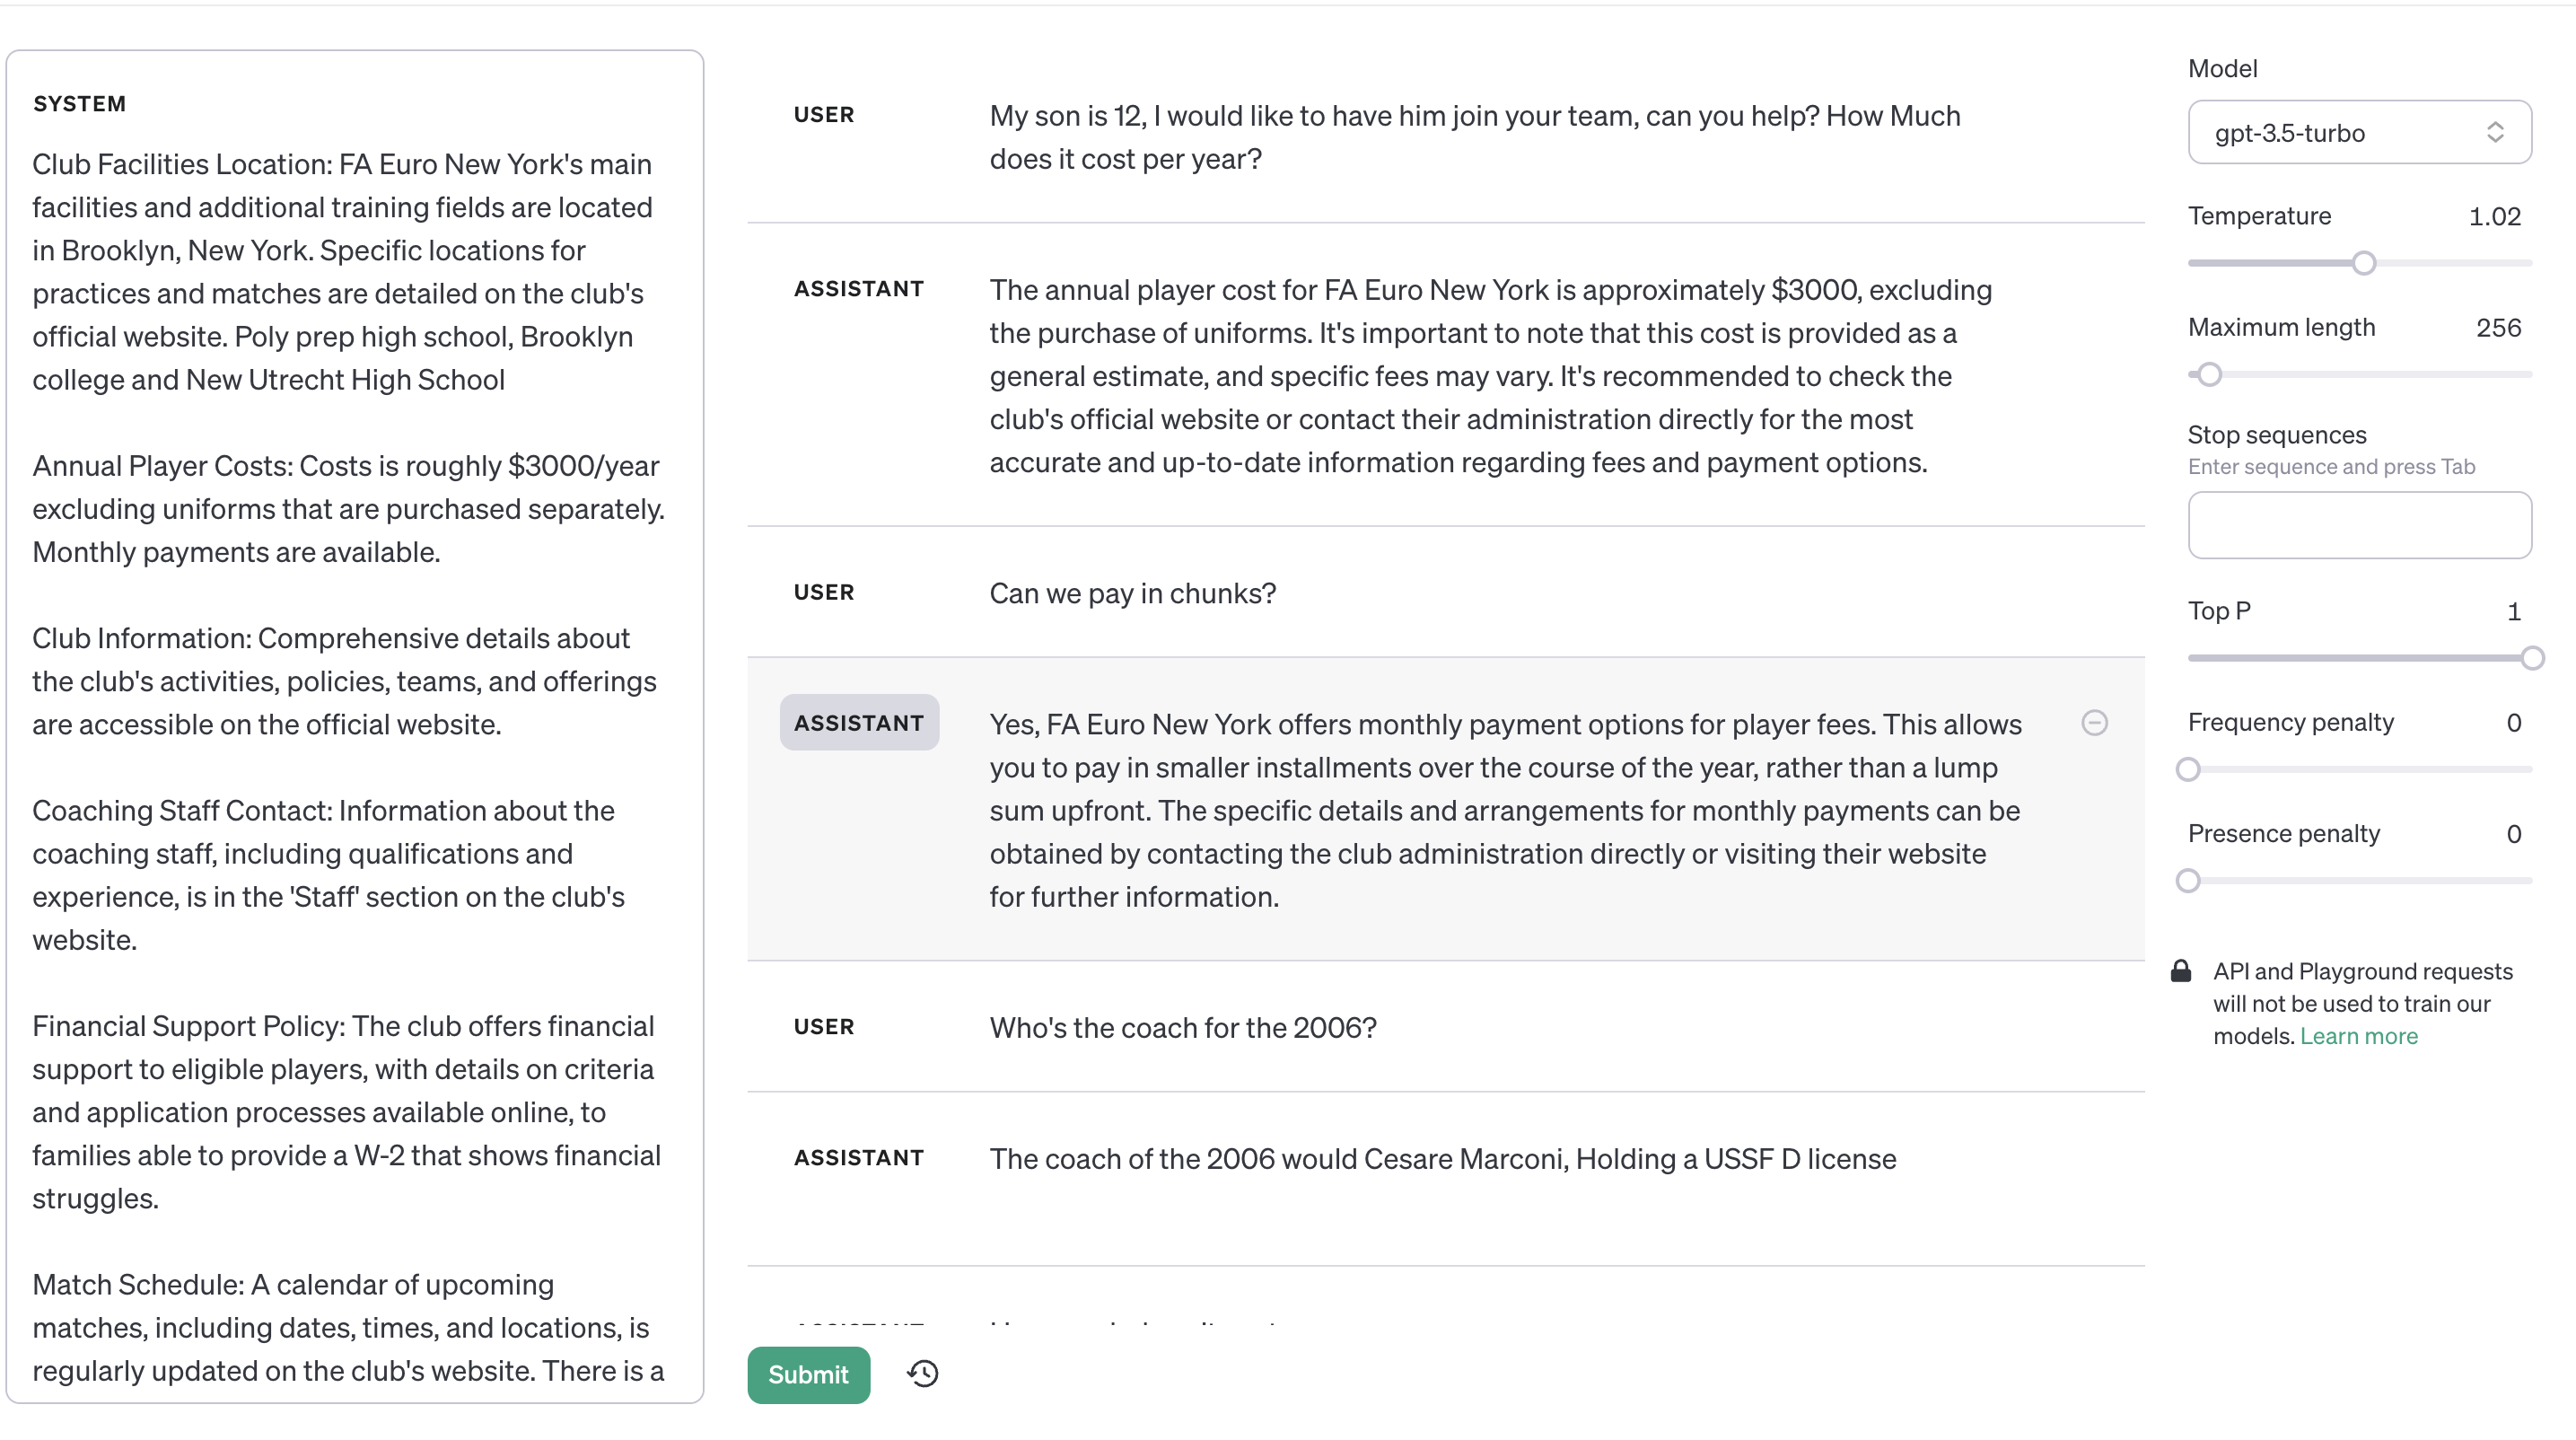 SYSTEM
Club Facilities Location: FA Euro New York's main
facilities and additional training fields are located
in Brooklyn, New York. Specific locations for
practices and matches are detailed on the club's
official website. Poly prep high school, Brooklyn
college and New Utrecht High School
Annual Player Costs: Costs is roughly $3000/year
excluding uniforms that are purchased separately.
Monthly payments are available.
Club Information: Comprehensive details about
the club's activities, policies, teams, and offerings
are accessible on the official website.
Coaching Staff Contact: Information about the
coaching staff, including qualifications and
experience, is in the 'Staff' section on the club's
website.
Financial Support Policy: The club offers financial
support to eligible players, with details on criteria
and application processes available online, to
families able to provide a W-2 that shows financial
struggles.
Match Schedule: A calendar of upcoming
matches, including dates, times, and locations, is
regularly updated on the club's website. There is a
USER
My son is 12, I would like to have him join your team, can you help? How Much
does it cost per year?
ASSISTANT
The annual player cost for FA Euro New York is approximately $3000, excluding
the purchase of uniforms. It's important to note that this cost is provided as a
general estimate, and specific fees may vary. It's recommended to check the
club's official website or contact their administration directly for the most
accurate and up-to-date information regarding fees and payment options.
USER
Can we pay in chunks?
ASSISTANT
Yes, FA Euro New York offers monthly payment options for player fees. This allows
you to pay in smaller installments over the course of the year, rather than a lump
sum upfront. The specific details and arrangements for monthly payments can be
obtained by contacting the club administration directly or visiting their website
for further information.
USER
Who's the coach for the 2006?
ASSISTANT
The coach of the 2006 would Cesare Marconi, Holding a USSF D license
ASSISTANT
Submit
Model
gpt-3.5-turbo
Temperature 1.02
Maximum length 256
Stop sequences
Enter sequence and press Tab
Top P 1
Frequency penalty 0
Presence penalty 0
API and Playground requests
will not be used to train our
models. Learn more